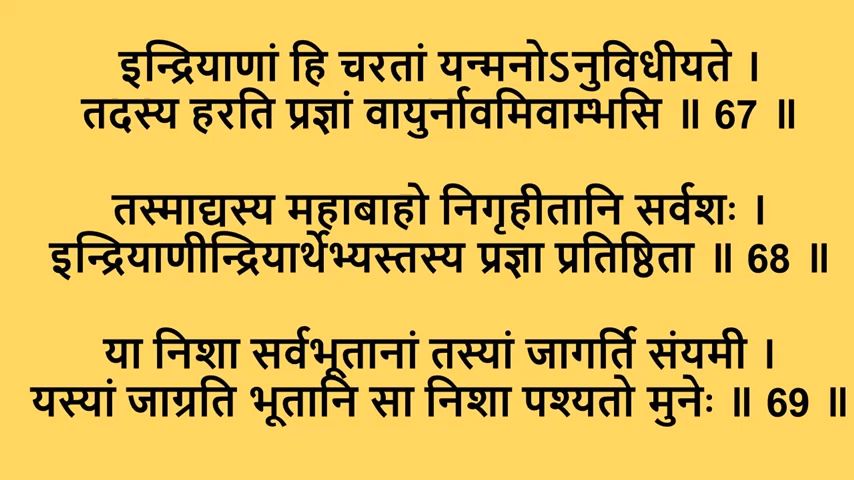 इन्द्रियाणां हि चरतां यन्मनोऽनुविधीयते ।
तदस्य हरति प्रज्ञां वायुर्नावमिवाम्भसि ॥ 67 ॥
तस्माद्यस्य महाबाहो निगृहीतानि सर्वशः ।
इन्द्रियाणीन्द्रियार्थेभ्यस्तस्य प्रज्ञा प्रतिष्ठिता ॥ 68 ॥
या निशा सर्वभूतानां तस्यां जागर्ति संयमी ।
यस्यां जाग्रति भूतानि सा निशा पश्यतो मुनेः ॥ 69 ॥